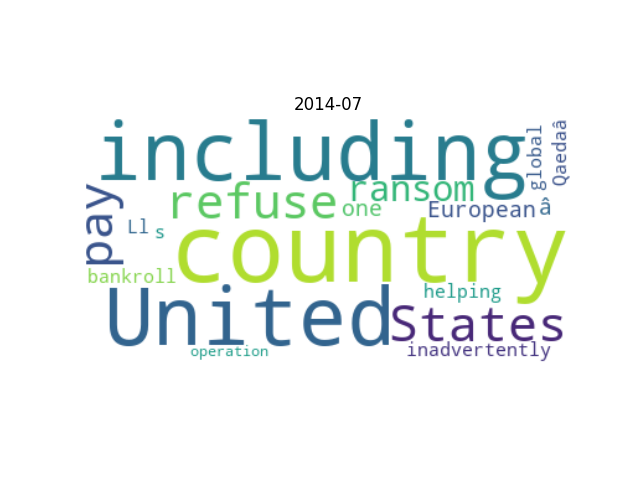 2014-07
including
global
Qaedaâ
pay
refuse
ransom
one
European
â
Ll
s
country
bankroll
helping
United
States
operation
inadvertently